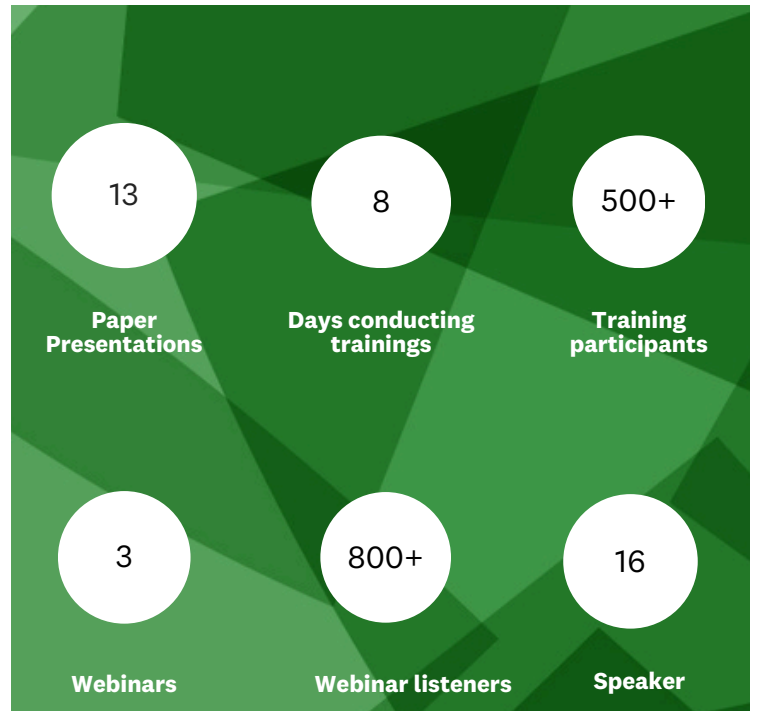 13
8
500+
Paper
Presentations
Days conducting
trainings
Training
participants
3
800+
16
Webinars
Webinar listeners
Speaker